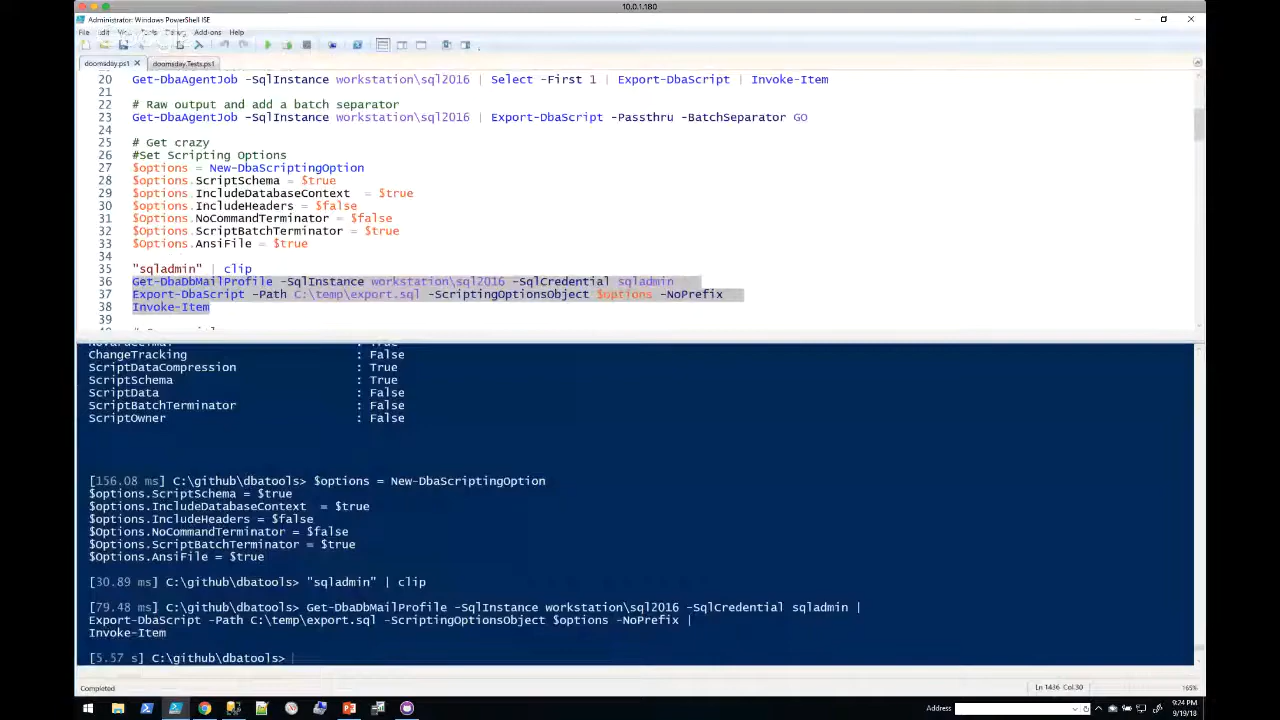 10.0.1.180
Administrator: Windows PowerShell ISE
File Edit View Tools Debug Add-ons Help
doomsday.ps1 doomsday.Tests.ps1
20 Get-DbaAgentJob -SqlInstance workstation\sql2016 | Select -First 1 | Export-DbaScript | Invoke-Item
21
22 # Raw output and add a batch separator
23 Get-DbaAgentJob -SqlInstance workstation\sql2016 | Export-DbaScript -Passthru -BatchSeparator GO
24
25 # Get crazy
26 #Set Scripting Options
27 $options = New-DbaScriptingOption
28 $options.ScriptSchema = $true
29 $options.IncludeDatabaseContext  = $true
30 $options.IncludeHeaders = $false
31 $Options.NoCommandTerminator = $false
32 $Options.ScriptBatchTerminator = $true
33 $Options.AnsiFile = $true
34
35 "sqladmin" | clip
36 Get-DbaDbMailProfile -SqlInstance workstation\sql2016 -SqlCredential sqladmin
37 Export-DbaScript -Path C:\temp\export.sql -ScriptingOptionsObject $options -NoPrefix
38 Invoke-Item
39
ChangeTracking : False
ScriptDataCompression : True
ScriptSchema : True
ScriptData : False
ScriptBatchTerminator : False
ScriptOwner : False
[156.08 ms] C:\github\dbatools> $options = New-DbaScriptingOption
$options.ScriptSchema = $true
$options.IncludeDatabaseContext  = $true
$options.IncludeHeaders = $false
$Options.NoCommandTerminator = $false
$Options.ScriptBatchTerminator = $true
$Options.AnsiFile = $true
[30.89 ms] C:\github\dbatools> "sqladmin" | clip
[79.48 ms] C:\github\dbatools> Get-DbaDbMailProfile -SqlInstance workstation\sql2016 -SqlCredential sqladmin |
Export-DbaScript -Path C:\temp\export.sql -ScriptingOptionsObject $options -NoPrefix |
Invoke-Item
[5.57 s] C:\github\dbatools>
Completed Ln 1436 Col 30 165%
Address 9:24 PM
9/19/18